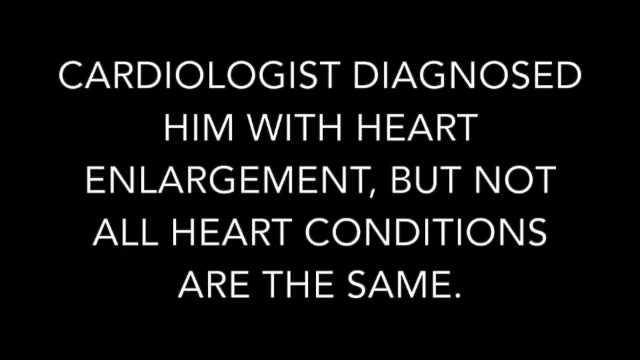 CARDIOLOGIST DIAGNOSED
HIM WITH HEART
ENLARGEMENT, BUT NOT
ALL HEART CONDITIONS
ARE THE SAME.